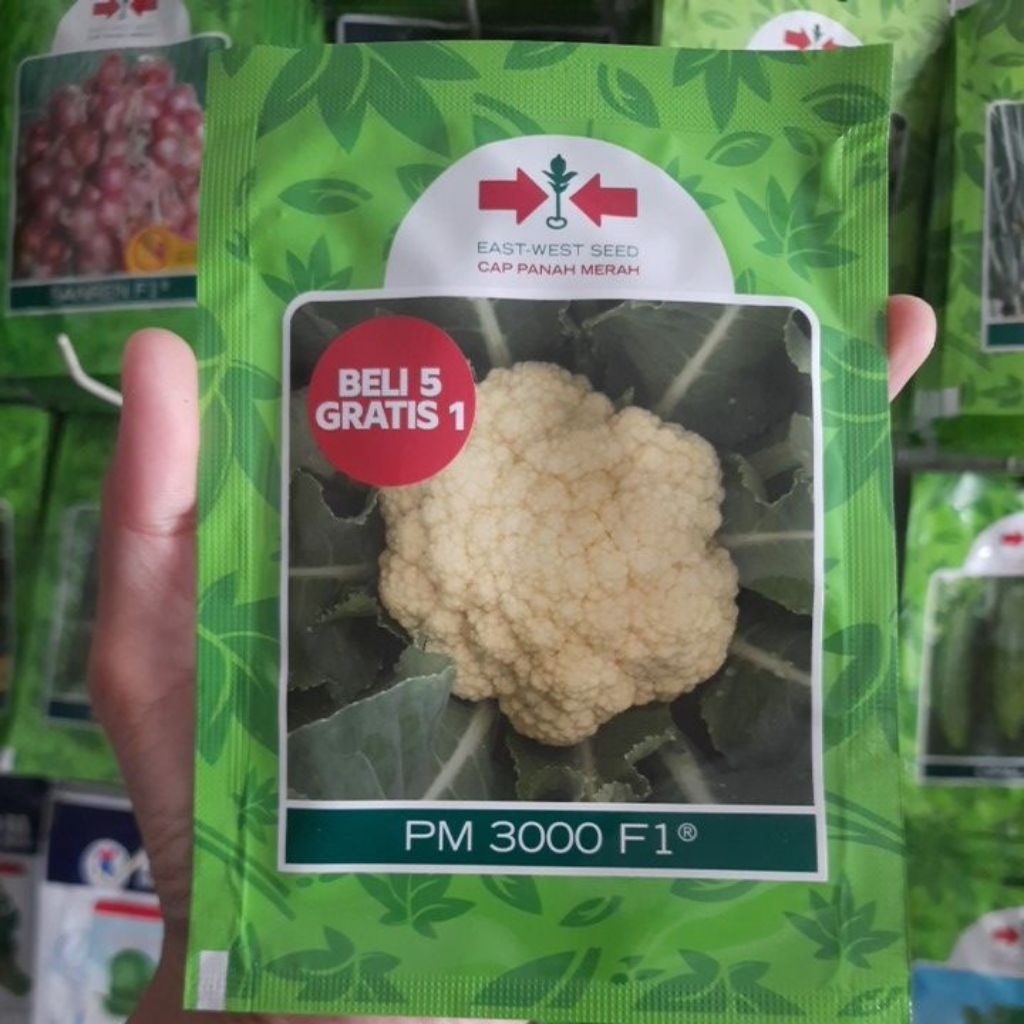 EAST-WEST SEED
CAP PANAH MERAH
BELI 5
GRATIS 1
PM 3000 F1®
SANREN F1®